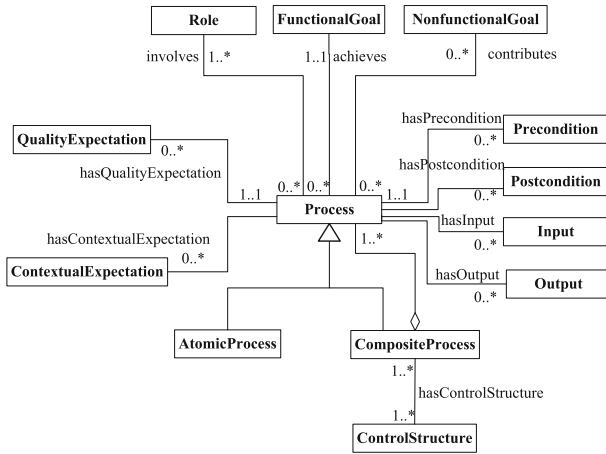 Role
FunctionalGoal
NonfunctionalGoal
involves
1..*
1..1
achieves
0..*
contributes
QualityExpectation
0..*
hasQualityExpectation
hasPrecondition
0..*
Precondition
hasPostcondition
0..*
Postcondition
1..1
0..*
0..*
0..*
1..1
Process
hasInput
0..*
Input
hasContextualExpectation
0..*
ContextualExpectation
1..*
hasOutput
0..*
Output
AtomicProcess
CompositeProcess
1..*
hasControlStructure
1..*
ControlStructure